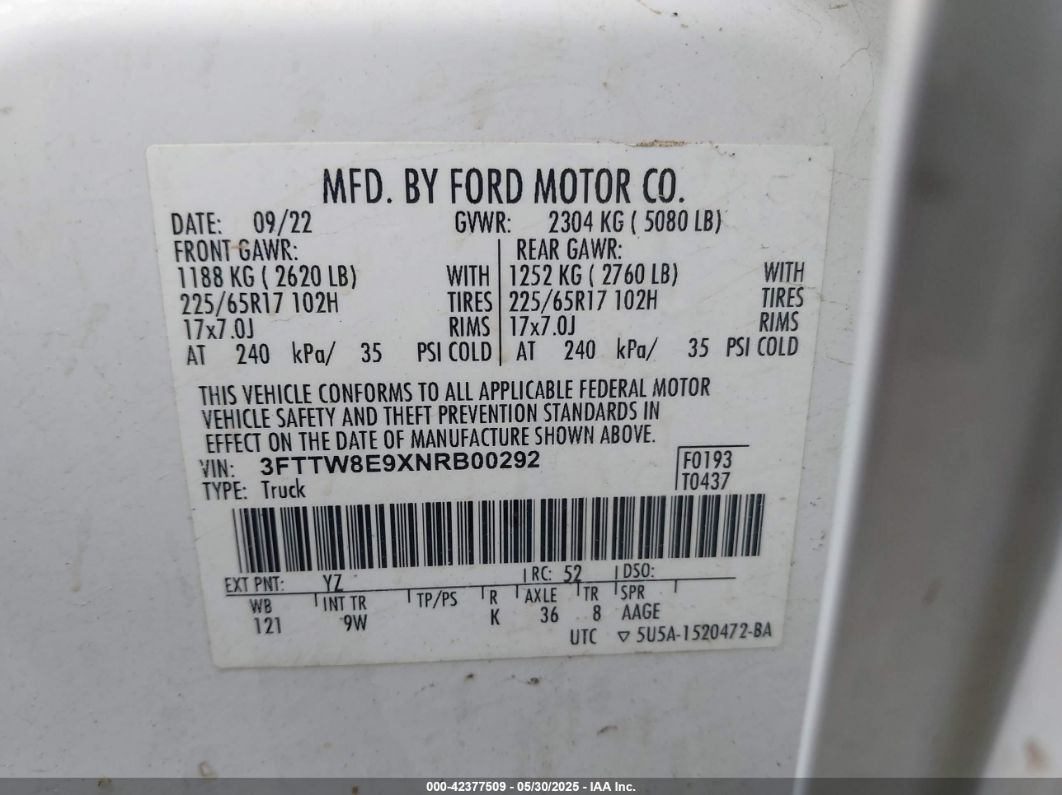 MFD. BY FORD MOTOR CO.
DATE: 09/22 GVWR: 2304 KG ( 5080 LB)
FRONT GAWR: REAR GAWR:
1188 KG ( 2620 LB) WITH 1252 KG ( 2760 LB) WITH
225/65R17 102H TIRES 225/65R17 102H TIRES
17x7.0J RIMS 17x7.0J RIMS
AT 240 kPa/ 35 PSI COLD AT 240 kPa/ 35 PSI COLD
THIS VEHICLE CONFORMS TO ALL APPLICABLE FEDERAL MOTOR
VEHICLE SAFETY AND THEFT PREVENTION STANDARDS IN
EFFECT ON THE DATE OF MANUFACTURE SHOWN ABOVE.
VIN: 3FTTW8E9XNRB00292 F0193
TYPE: Truck T0437
EXT PNT: YZ RC: 52 DSO:
WB INT TR TP/PS R AXLE TR SPR
121 9W K 36 8 AAGE
UTC ▽ 5U5A-1520472-BA
000-42377509 - 05/30/2025 - IAA Inc.